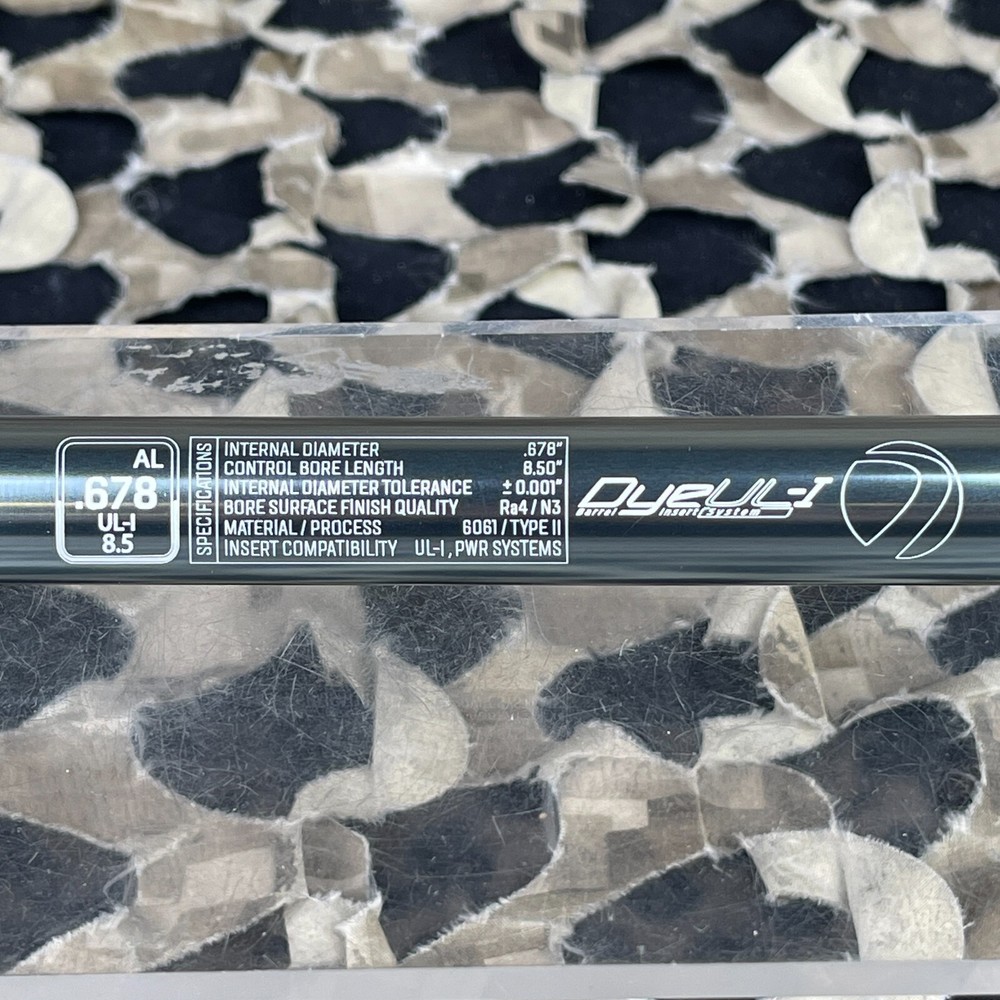 AL
.678
UL-I
8.5
SPECIFICATIONS
INTERNAL DIAMETER .678"
CONTROL BORE LENGTH 8.50"
INTERNAL DIAMETER TOLERANCE ± 0.001"
BORE SURFACE FINISH QUALITY Ra4 / N3
MATERIAL / PROCESS 6061 / TYPE II
INSERT COMPATIBILITY UL-I , PWR SYSTEMS
DyeUL-I
Barrel Insert System